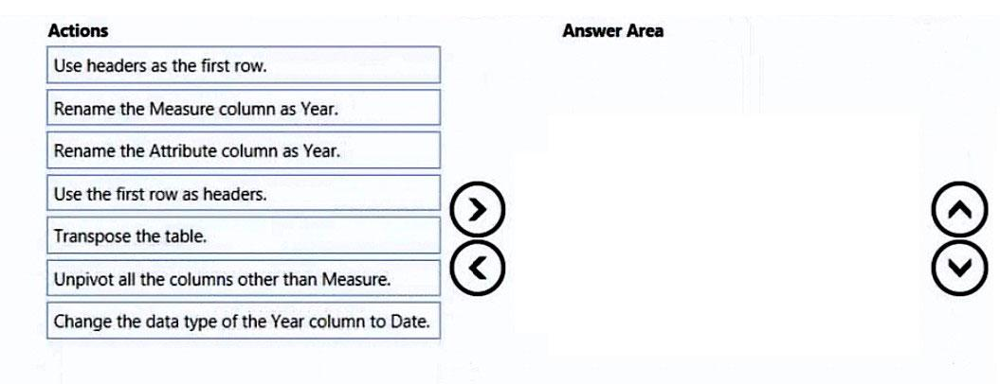 Actions
Answer Area
Use headers as the first row.
Rename the Measure column as Year.
Rename the Attribute column as Year.
Use the first row as headers.
Transpose the table.
Unpivot all the columns other than Measure.
Change the data type of the Year column to Date.